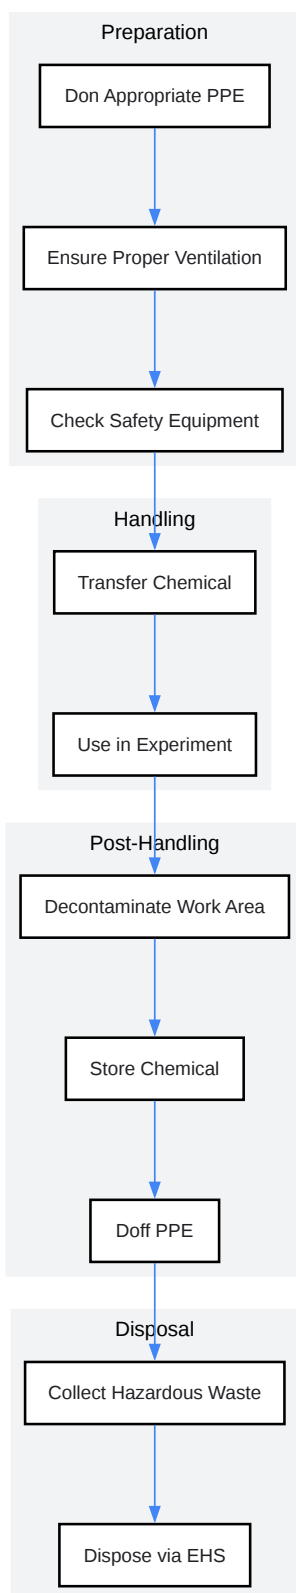 Preparation
Don Appropriate PPE
Ensure Proper Ventilation
Check Safety Equipment
Handling
Transfer Chemical
Use in Experiment
Post-Handling
Decontaminate Work Area
Store Chemical
Doff PPE
Disposal
Collect Hazardous Waste
Dispose via EHS